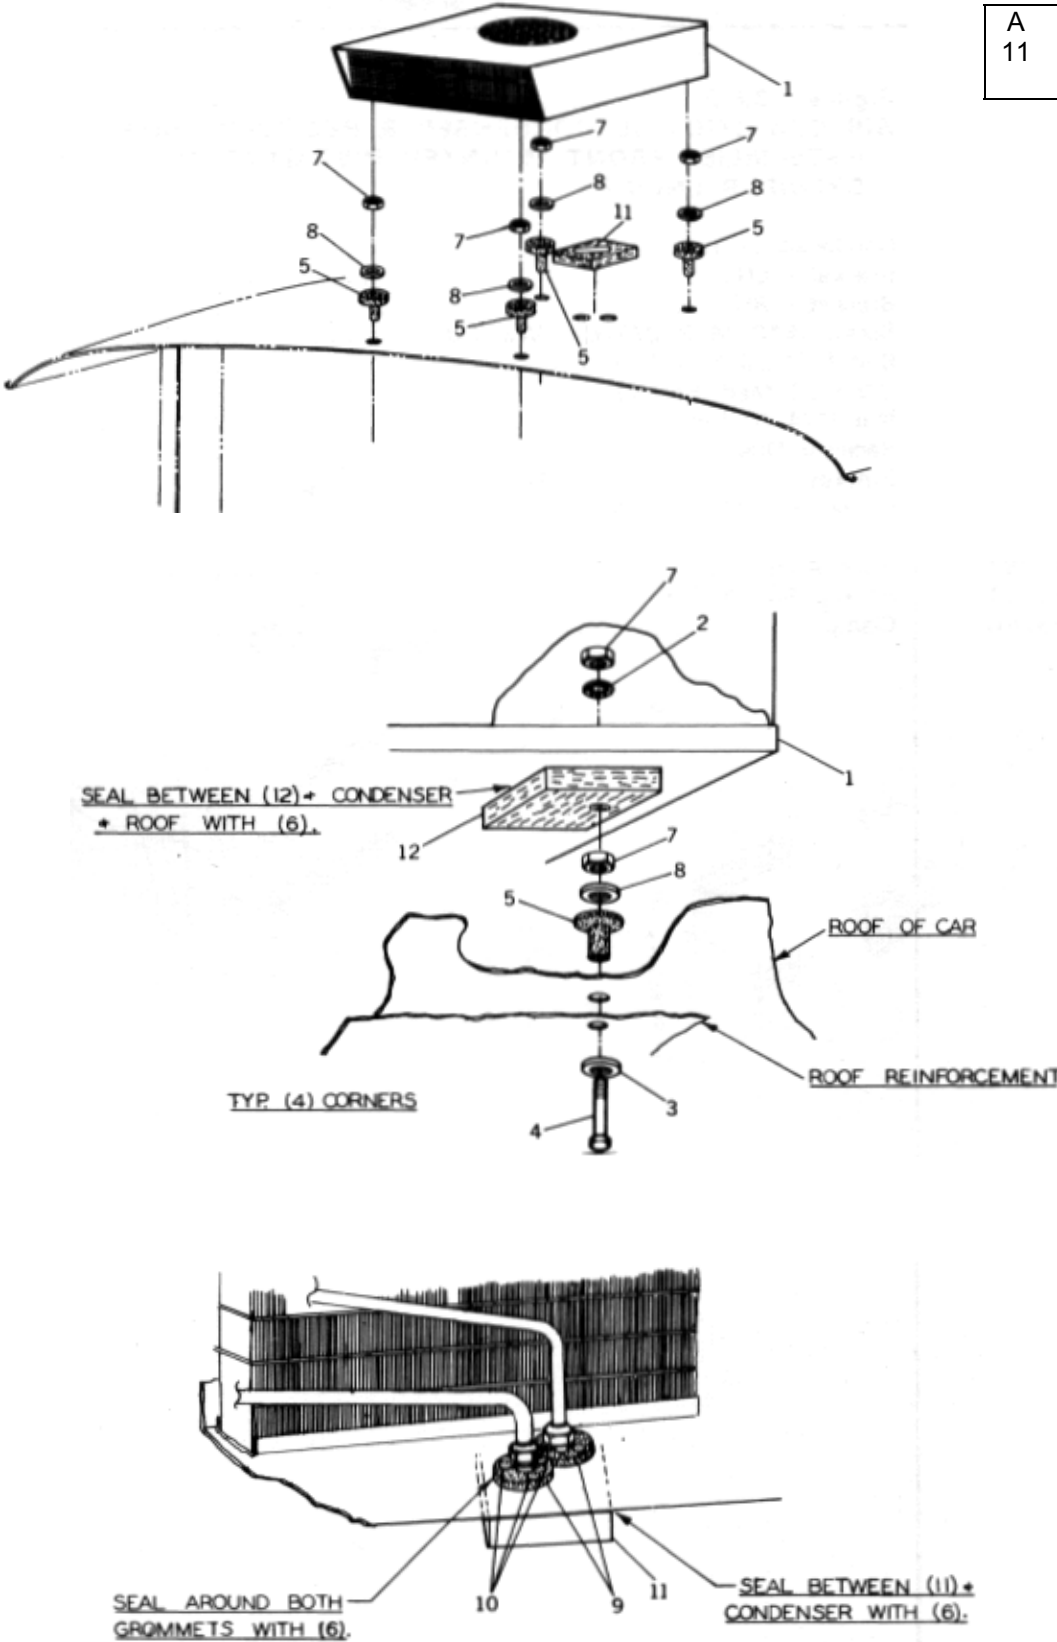 A
11
1
7
7
7
8
8
11
7
5
8
5
8
5
5
7
2
SEAL BETWEEN (12) & CONDENSER
& ROOF WITH (6).
1
12
7
8
5
ROOF OF CAR
ROOF REINFORCEMENT
TYP. (4) CORNERS
3
4
10
9
11
SEAL AROUND BOTH
GROMMETS WITH (6).
SEAL BETWEEN (11) &
CONDENSER WITH (6).